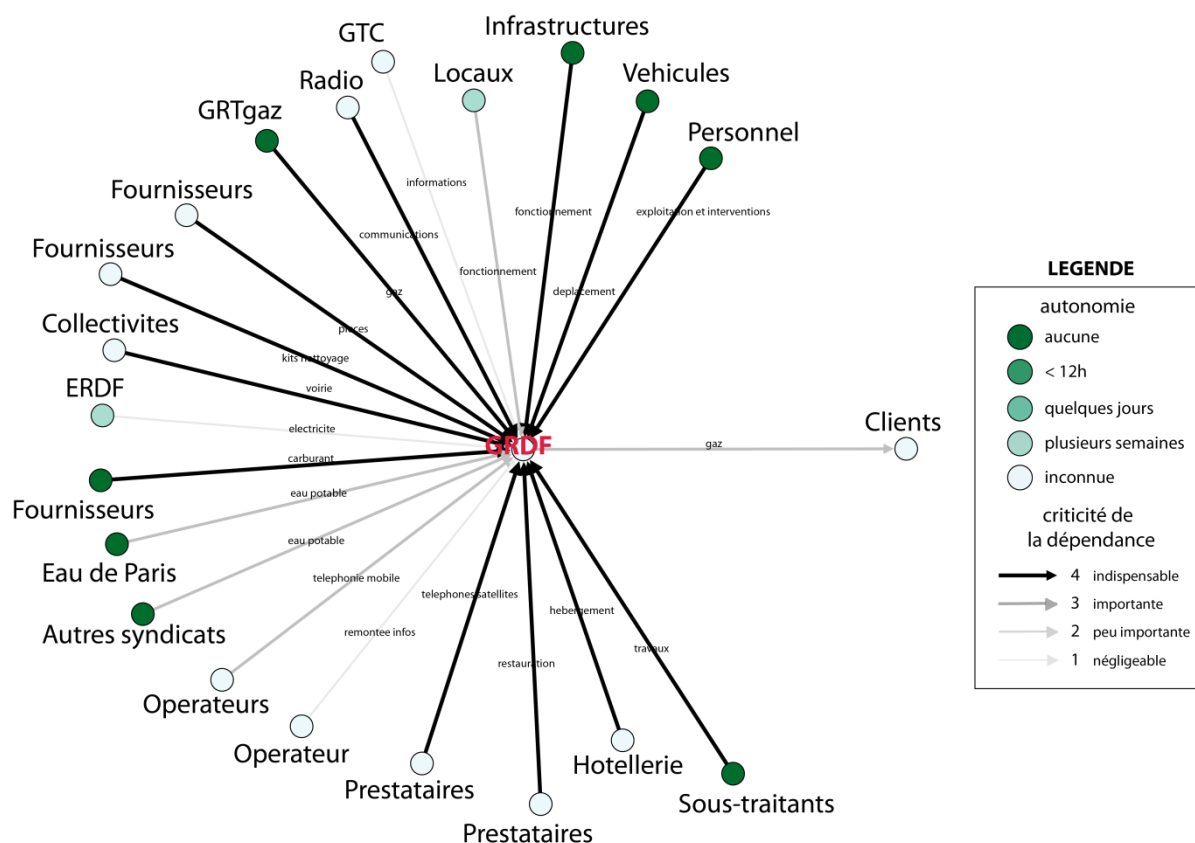 Infrastructures
GTC
Locaux
Vehicules
Radio
GRTgaz
Personnel
Fournisseurs
informations
fonctionnement
exploitation et interventions
communications
Fournisseurs
fonctionnement
gaz
deplacement
Collectivites
pieces
kits nettoyage
voirie
ERDF
electricite
GRDF
gaz
Clients
carburant
Fournisseurs
eau potable
Eau de Paris
eau potable
Autres syndicats
telephonie mobile
telephones satellites
hebergement
remontee infos
travaux
restauration
Operateurs
Operateur
Prestataires
Hotellerie
Sous-traitants
Prestataires
LEGENDE
autonomie
aucune
< 12h
quelques jours
plusieurs semaines
inconnue
criticité de
la dépendance
4 indispensable
3 importante
2 peu importante
1 négligeable